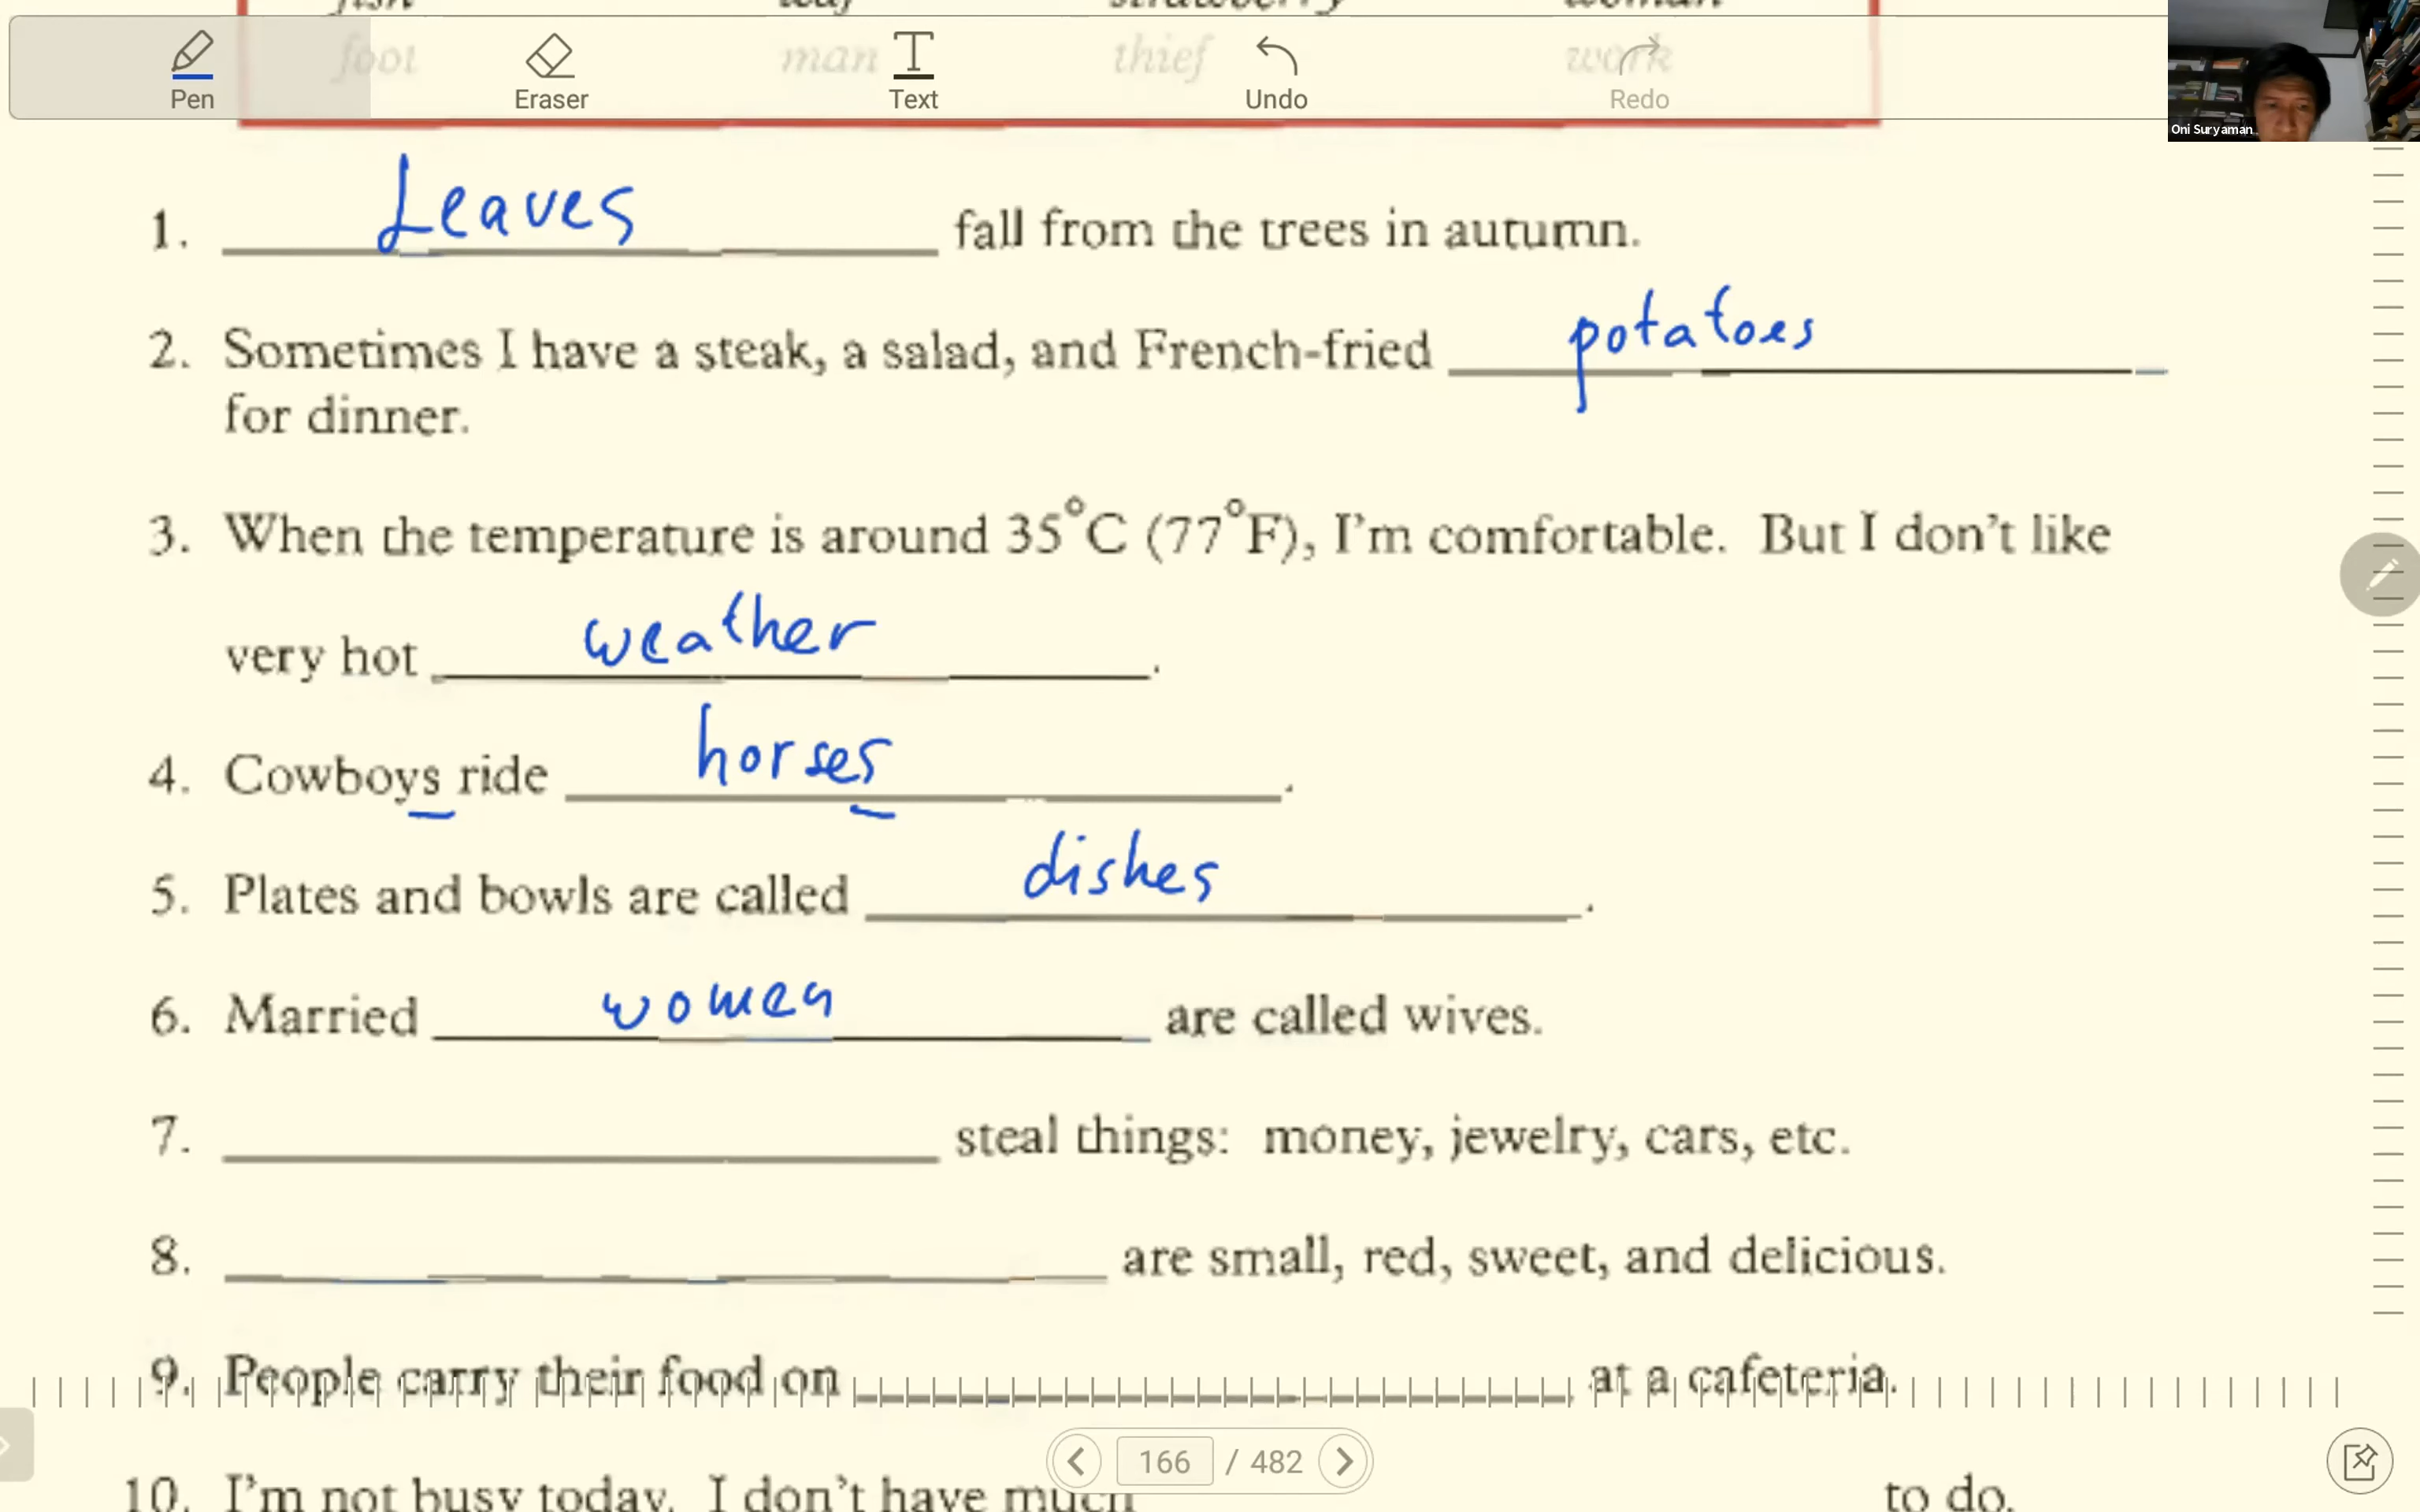 fish leaf strawberry woman
foot man thief work
Pen Eraser Text Undo Redo
Oni Suryaman
1. Leaves fall from the trees in autumn.
2. Sometimes I have a steak, a salad, and French-fried potatoes
for dinner.
3. When the temperature is around 35°C (77°F), I'm comfortable. But I don't like
very hot weather.
4. Cowboys ride horses.
5. Plates and bowls are called dishes.
6. Married women are called wives.
7. steal things: money, jewelry, cars, etc.
8. are small, red, sweet, and delicious.
9. People carry their food on at a cafeteria.
166 / 482
10. I'm not busy today. I don't have much to do.